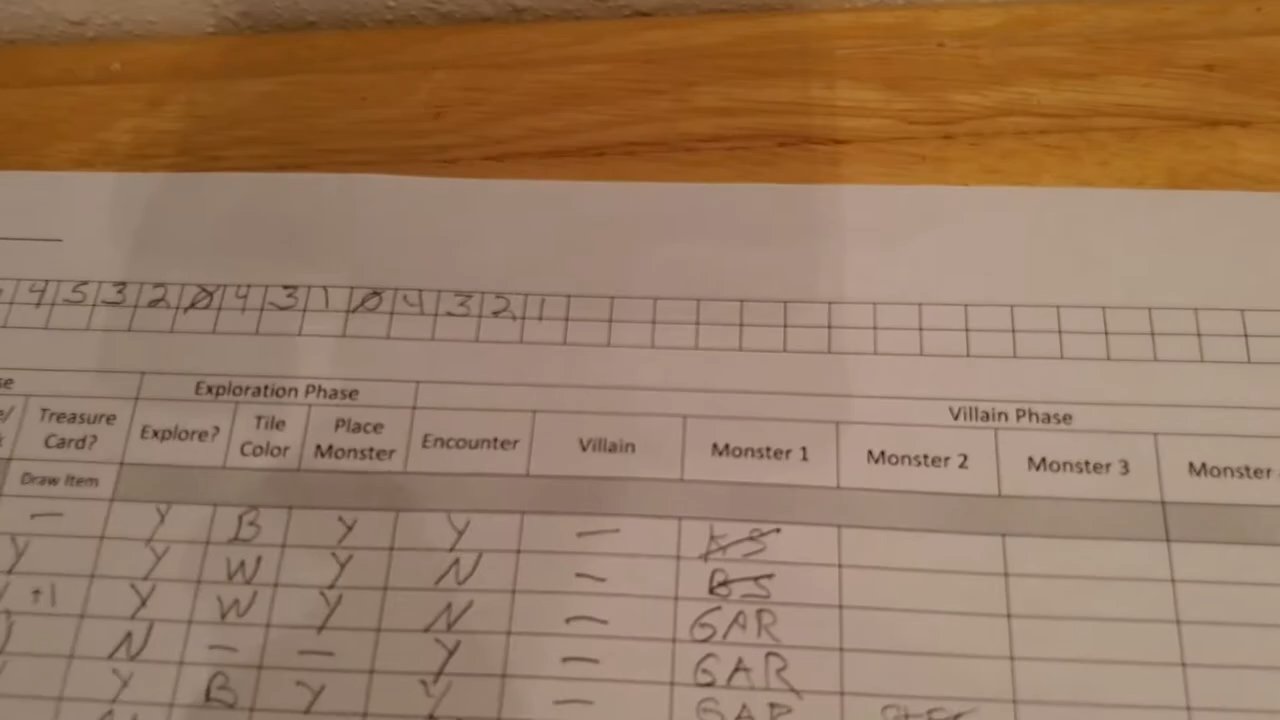 4 5 3 2 0 4 3 1 0 4 3 2 1
Exploration Phase
Villain Phase
Treasure Card? Explore? Tile Color Place Monster Encounter Villain Monster 1 Monster 2 Monster 3 Monster
Draw Item
— Y B Y Y — KS
Y Y W Y N — BS
+1 Y W Y N — GAR
N — — Y — GAR
Y B Y Y — GAR